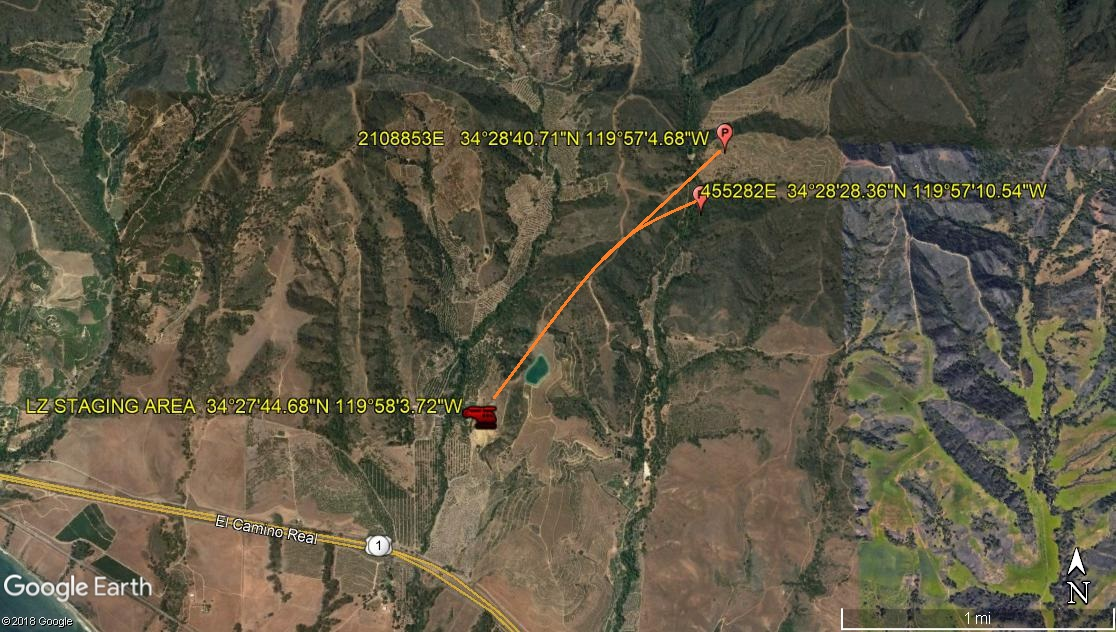 2108853E 34°28'40.71"N 119°57'4.68"W
P
455282E 34°28'28.36"N 119°57'10.54"W
LZ STAGING AREA 34°27'44.68"N 119°58'3.72"W
El Camino Real
1
Google Earth
©2018 Google
1 mi
N